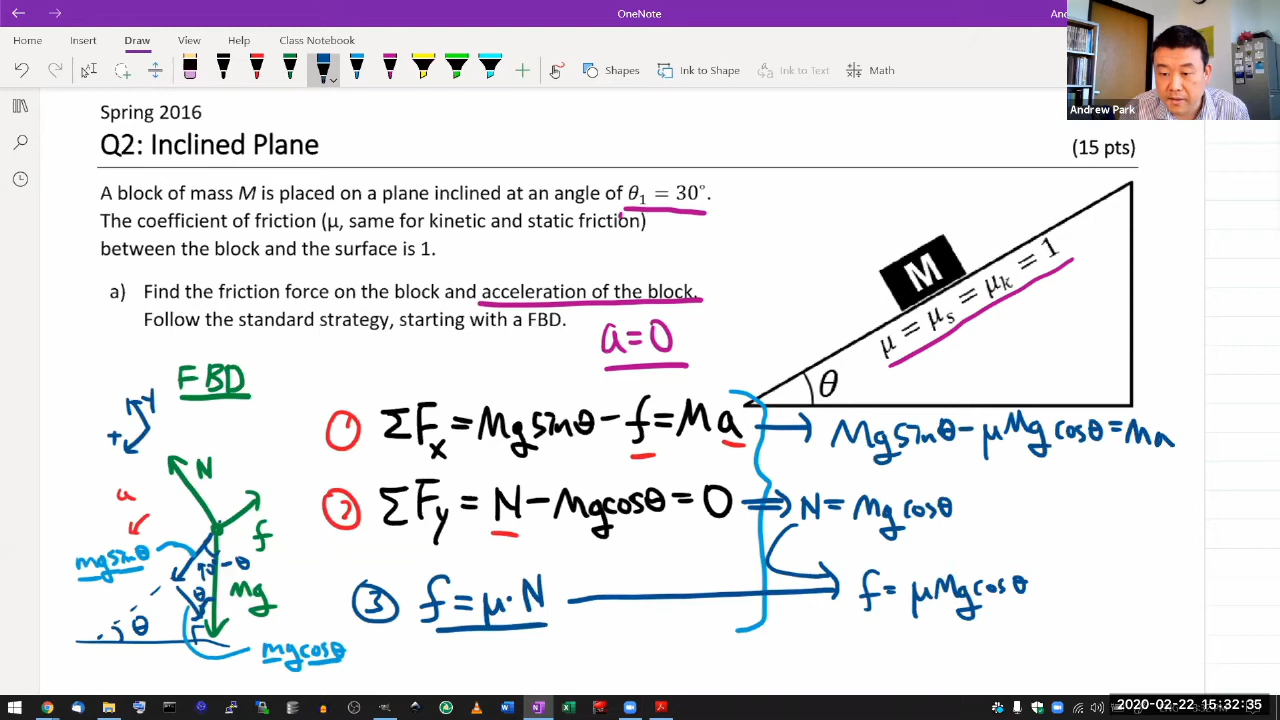 OneNote
And
Home Insert Draw View Help Class Notebook
Shapes Ink to Shape Ink to Text Math
Andrew Park
Spring 2016
Q2: Inclined Plane (15 pts)
A block of mass M is placed on a plane inclined at an angle of θ₁ = 30°.
The coefficient of friction (μ, same for kinetic and static friction)
between the block and the surface is 1.
a) Find the friction force on the block and acceleration of the block.
Follow the standard strategy, starting with a FBD.
a=0
M
μ = μs = μk = 1
θ
FBD
Y
+
N
a
f
mg sinθ
θ
Mg
θ
mg cosθ
① ΣFx = Mg sinθ - f = Ma → Mg sinθ - μMg cosθ = Ma
② ΣFy = N - Mg cosθ = 0 ⇒ N = Mg cosθ
③ f = μ·N → f = μMg cosθ
2020-02-22 15:32:35